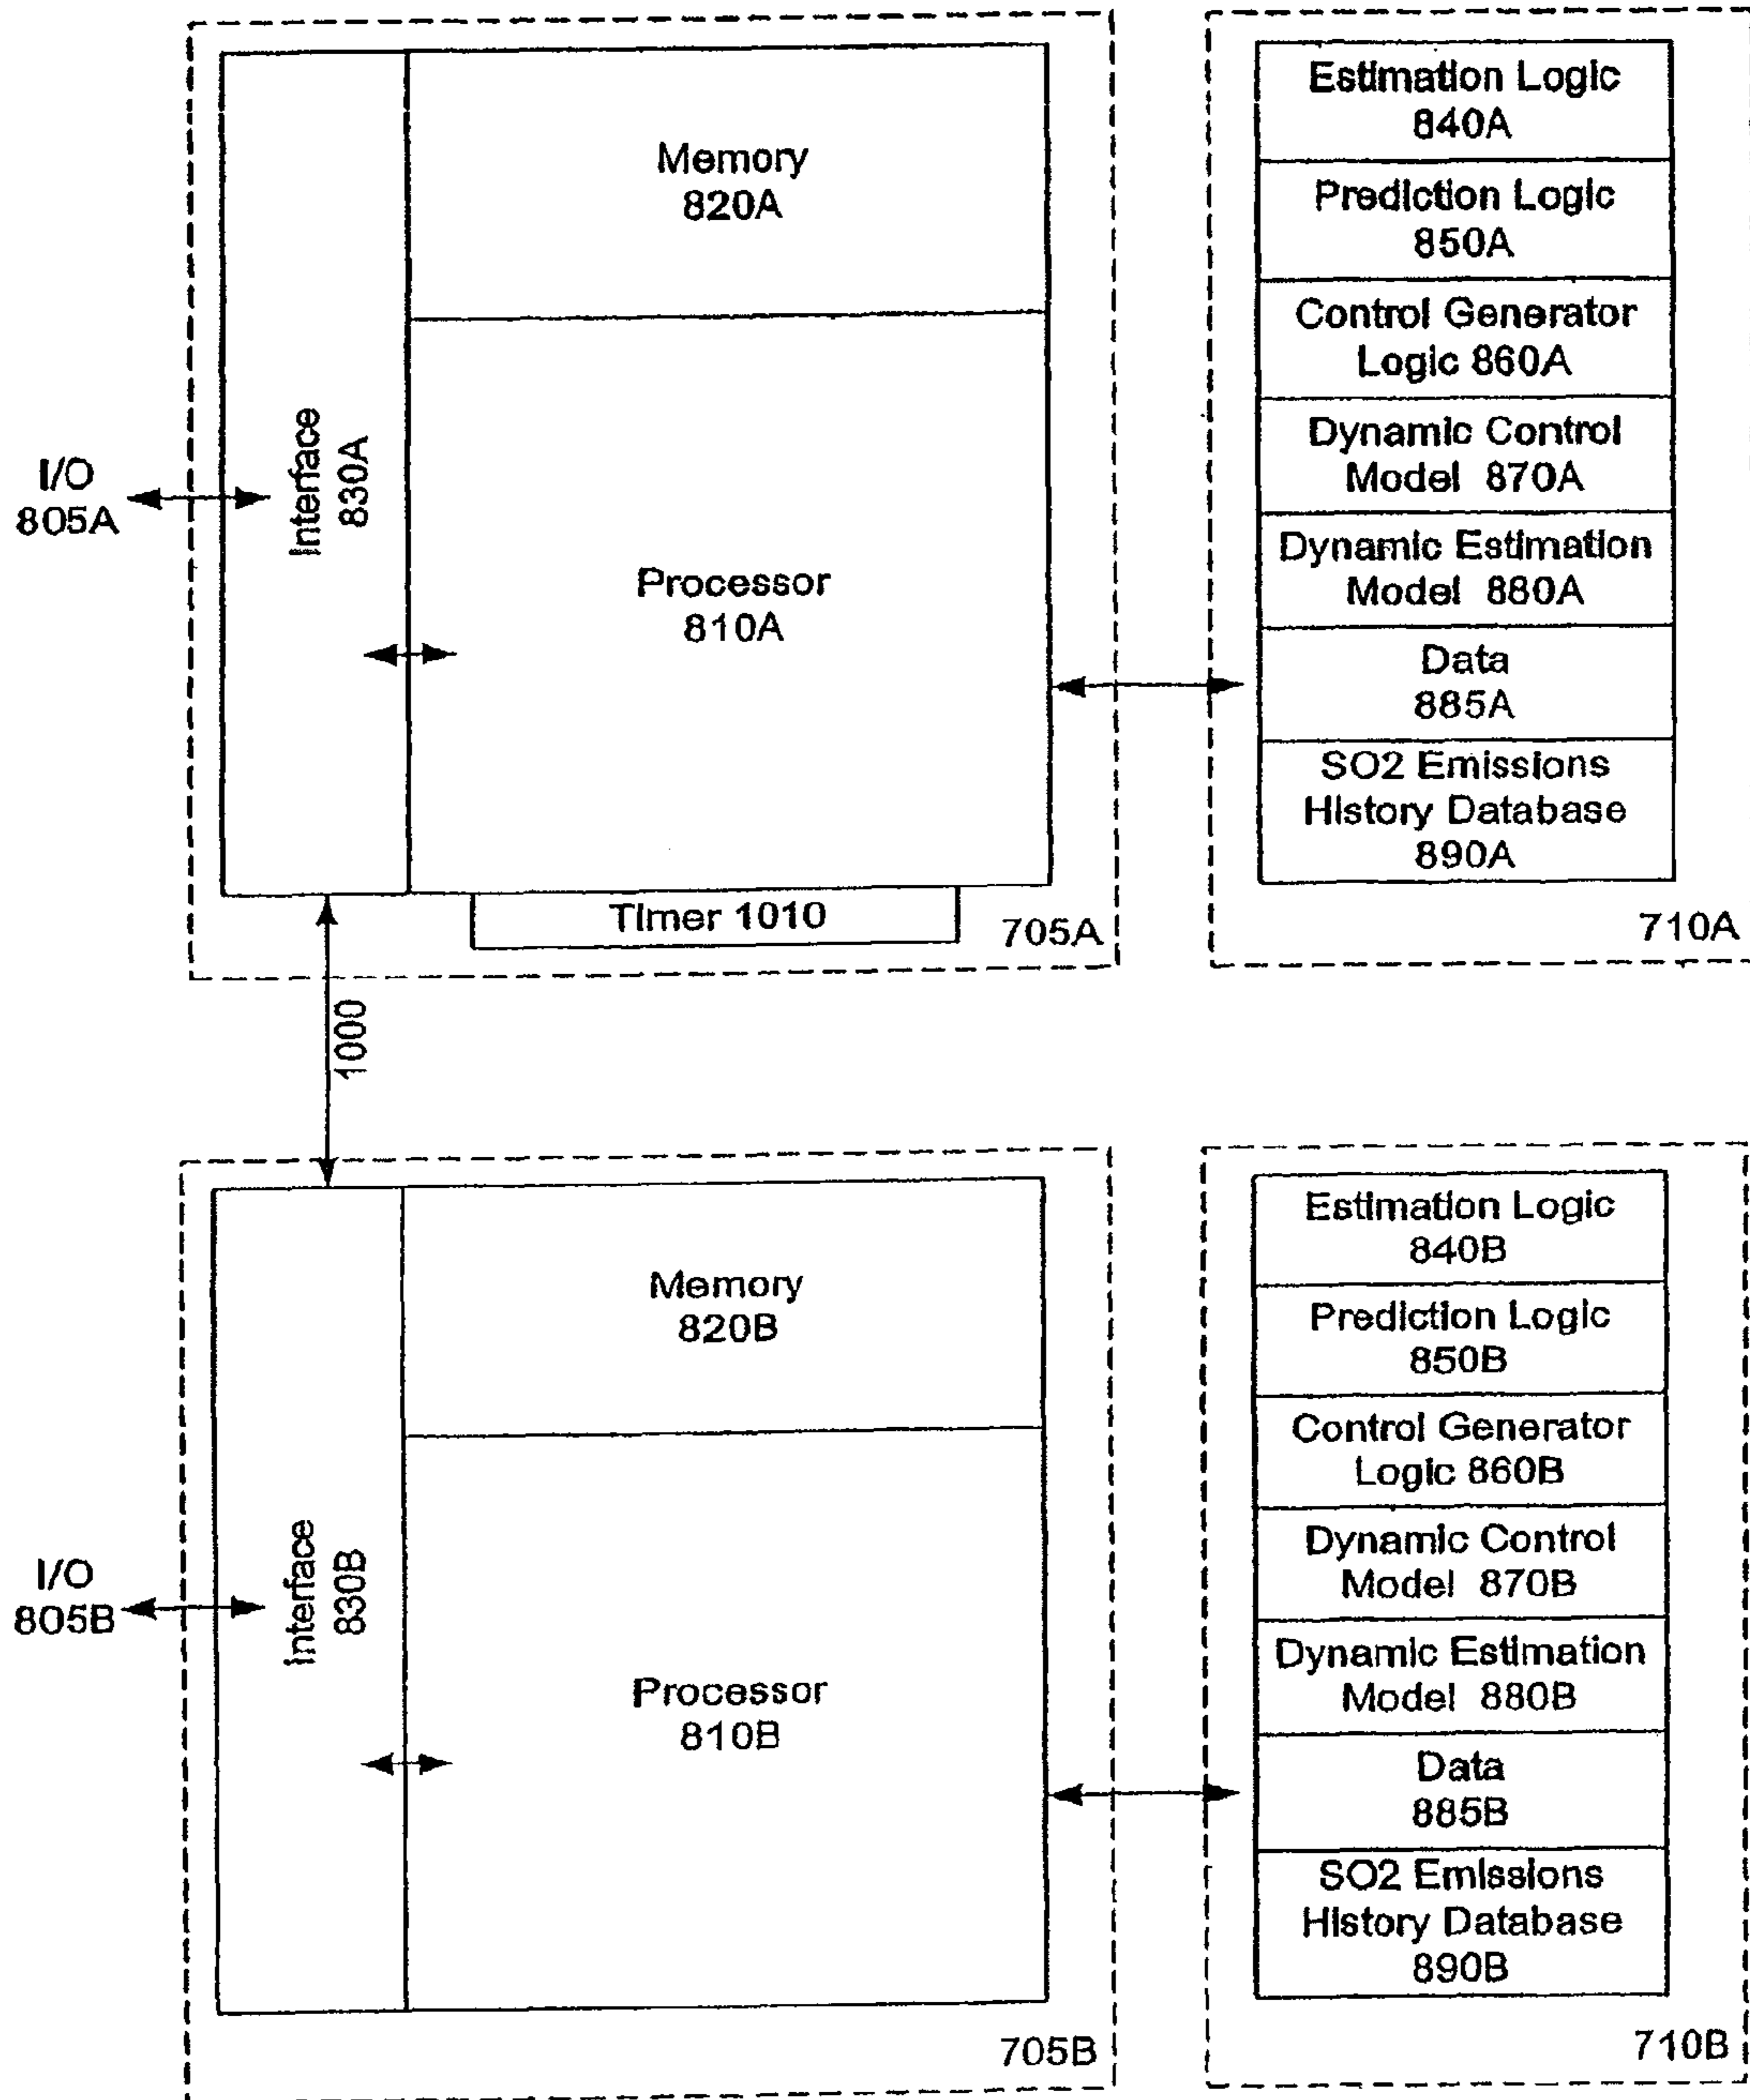 Memory
820A
Processor
810A
Interface
830A
I/O
805A
Timer 1010
705A
Estimation Logic
840A
Prediction Logic
850A
Control Generator
Logic 860A
Dynamic Control
Model 870A
Dynamic Estimation
Model 880A
Data
885A
SO2 Emissions
History Database
890A
710A
1000
Memory
820B
Processor
810B
Interface
830B
I/O
805B
705B
Estimation Logic
840B
Prediction Logic
850B
Control Generator
Logic 860B
Dynamic Control
Model 870B
Dynamic Estimation
Model 880B
Data
885B
SO2 Emissions
History Database
890B
710B